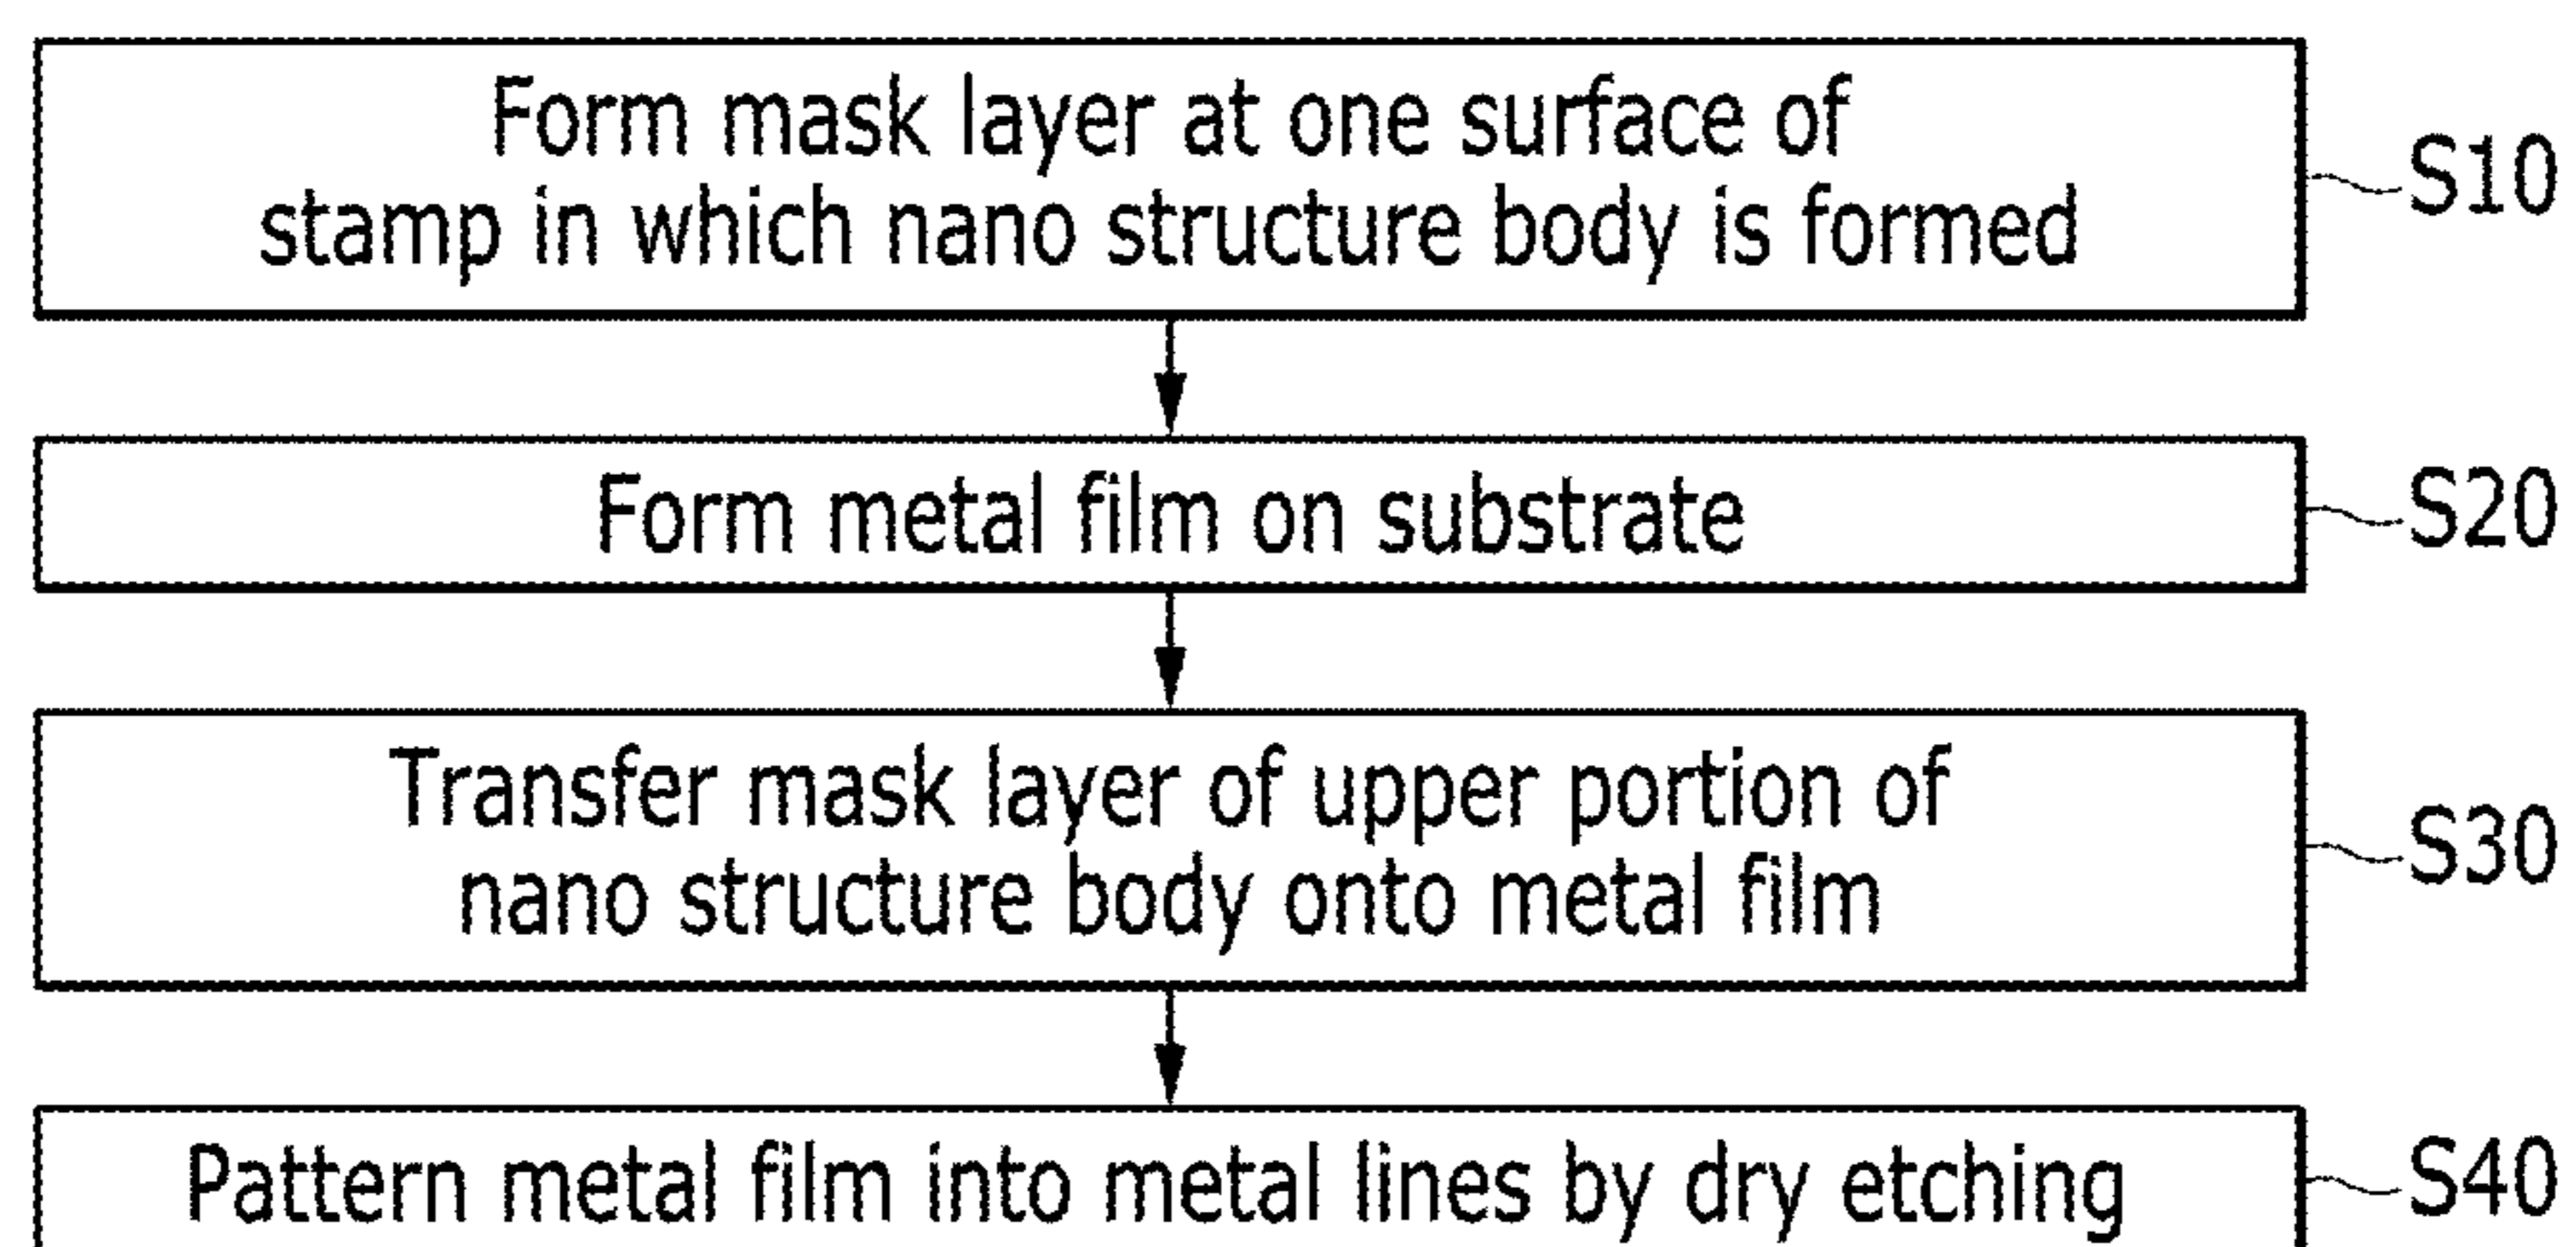 Form mask layer at one surface of
stamp in which nano structure body is formed
S10
Form metal film on substrate
S20
Transfer mask layer of upper portion of
nano structure body onto metal film
S30
Pattern metal film into metal lines by dry etching
S40